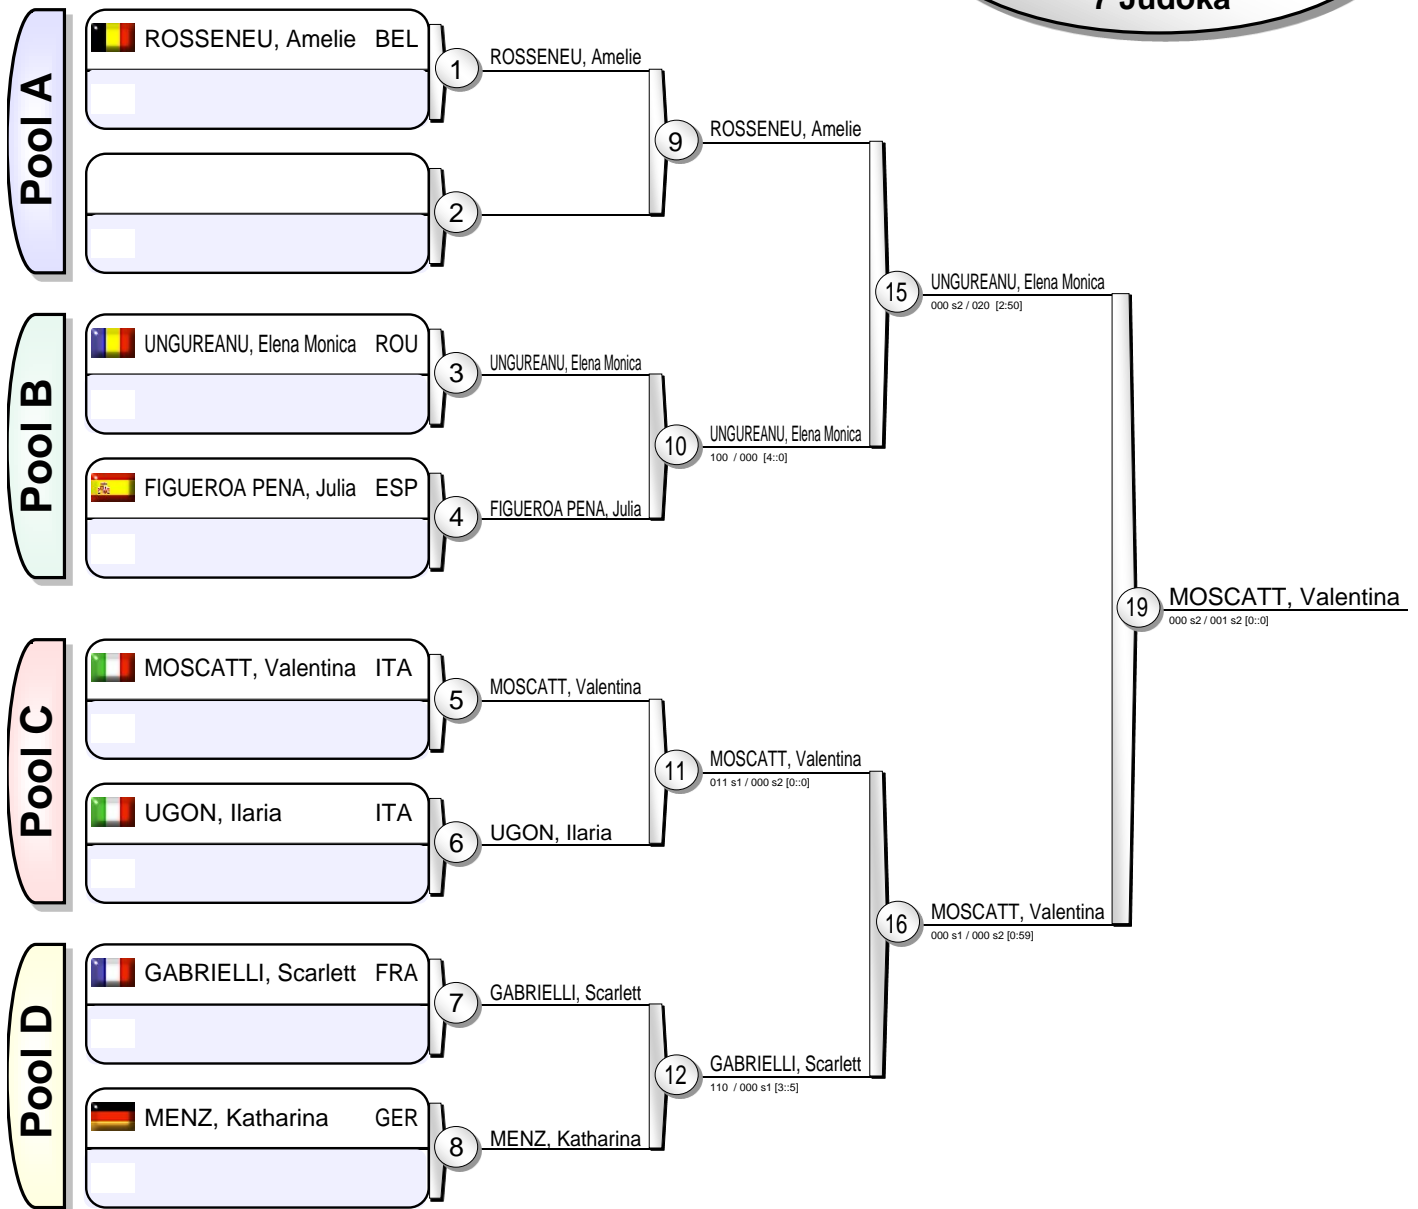 7 Judoka
Pool A
ROSSENEU, Amelie BEL
1
ROSSENEU, Amelie
2
9
ROSSENEU, Amelie
Pool B
UNGUREANU, Elena Monica ROU
3
UNGUREANU, Elena Monica
FIGUEROA PENA, Julia ESP
4
FIGUEROA PENA, Julia
10
UNGUREANU, Elena Monica
100 / 000 [4::0]
15
UNGUREANU, Elena Monica
000 s2 / 020 [2:50]
Pool C
MOSCATT, Valentina ITA
5
MOSCATT, Valentina
UGON, Ilaria ITA
6
UGON, Ilaria
11
MOSCATT, Valentina
011 s1 / 000 s2 [0::0]
Pool D
GABRIELLI, Scarlett FRA
7
GABRIELLI, Scarlett
MENZ, Katharina GER
8
MENZ, Katharina
12
GABRIELLI, Scarlett
110 / 000 s1 [3::5]
16
MOSCATT, Valentina
000 s1 / 000 s2 [0:59]
19
MOSCATT, Valentina
000 s2 / 001 s2 [0::0]